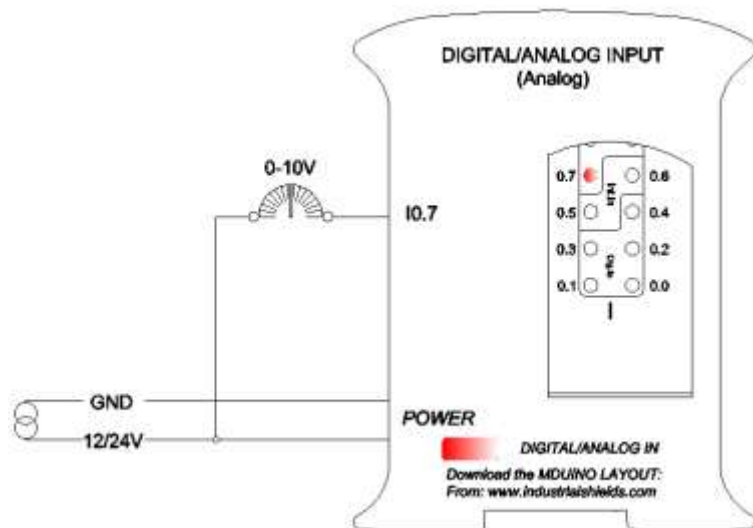 DIGITAL/ANALOG INPUT
(Analog)
0-10V
I0.7
0.7
0.6
0.5
0.4
0.3
0.2
0.1
0.0
GND
12/24V
POWER
DIGITAL/ANALOG IN
Download the MDUINO LAYOUT:
From: www.industrialshields.com